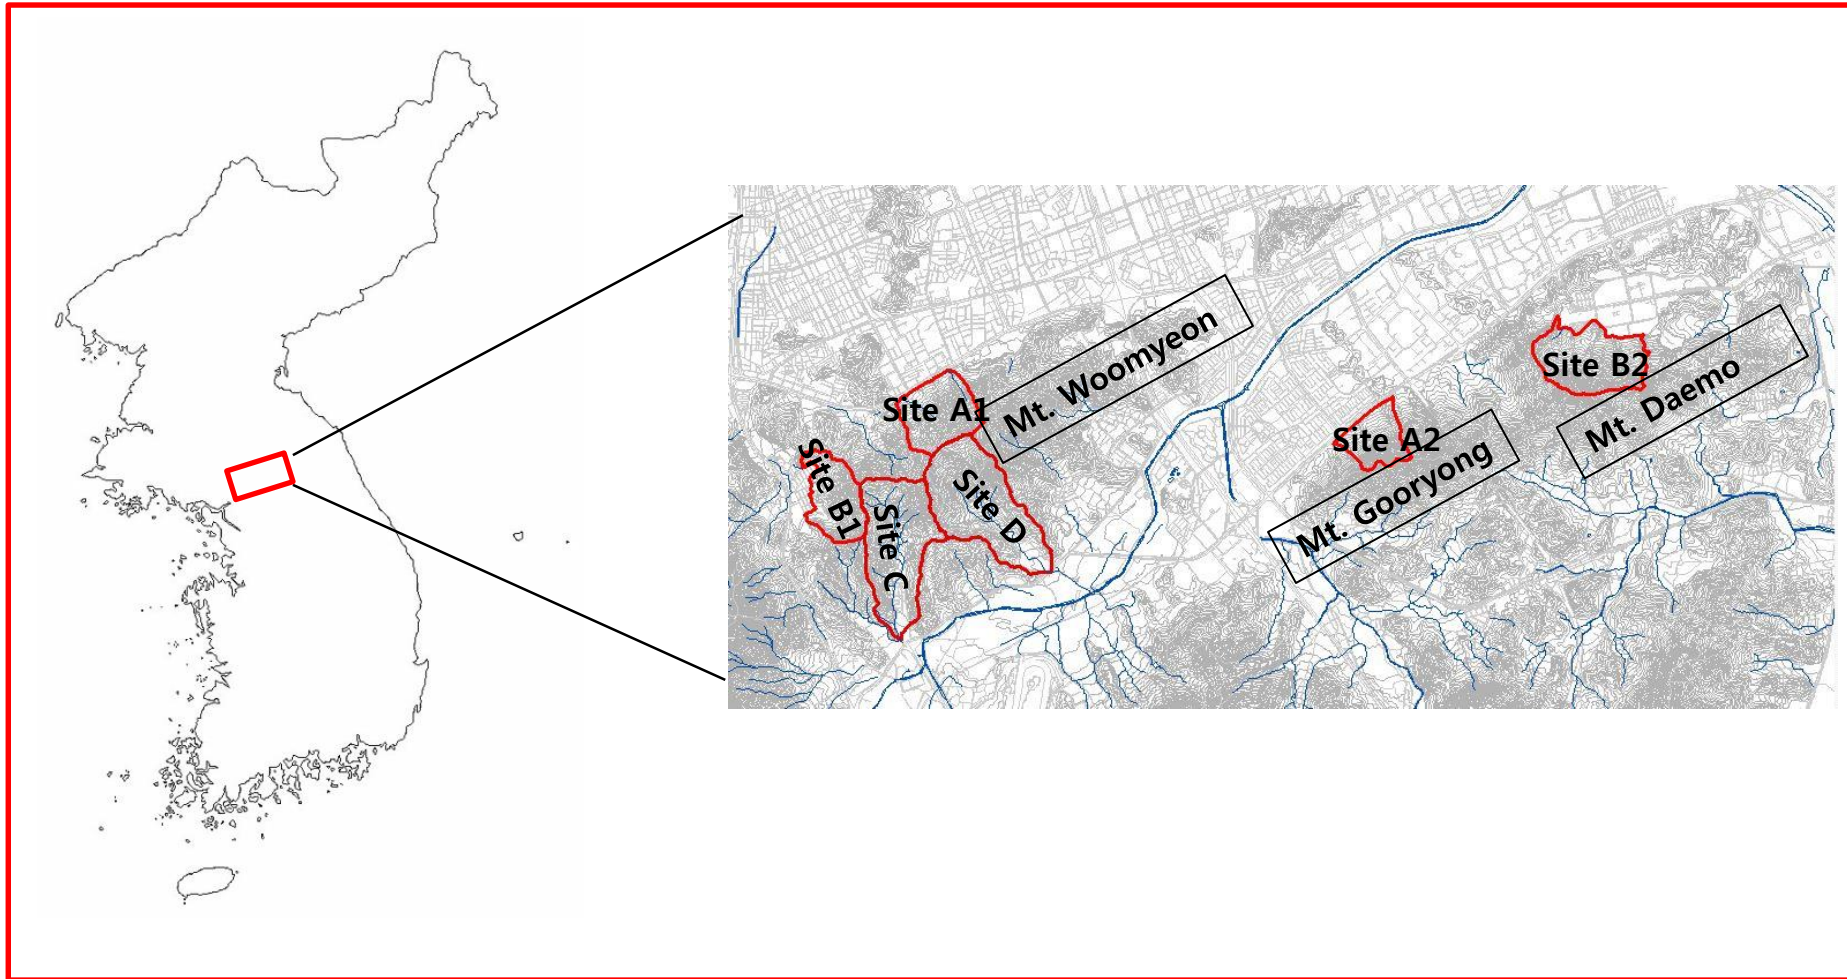 Mt. Woomyeon
Site A1
Site B1
Site C
Site D
Site A2
Mt. Gooryong
Site B2
Mt. Daemo